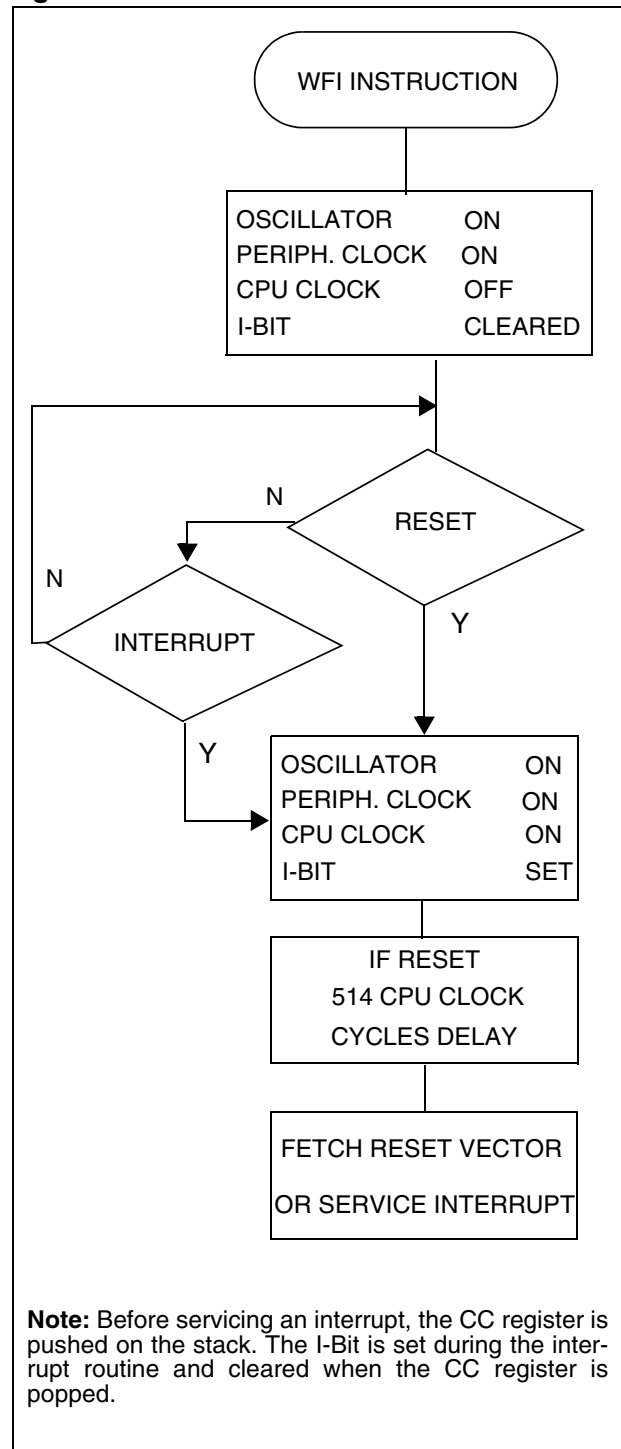 WFI INSTRUCTION
OSCILLATOR ON
PERIPH. CLOCK ON
CPU CLOCK OFF
I-BIT CLEARED
N
RESET
N
INTERRUPT
Y
Y
OSCILLATOR ON
PERIPH. CLOCK ON
CPU CLOCK ON
I-BIT SET
IF RESET
514 CPU CLOCK
CYCLES DELAY
FETCH RESET VECTOR
OR SERVICE INTERRUPT
Note: Before servicing an interrupt, the CC register is
pushed on the stack. The I-Bit is set during the inter-
rupt routine and cleared when the CC register is
popped.